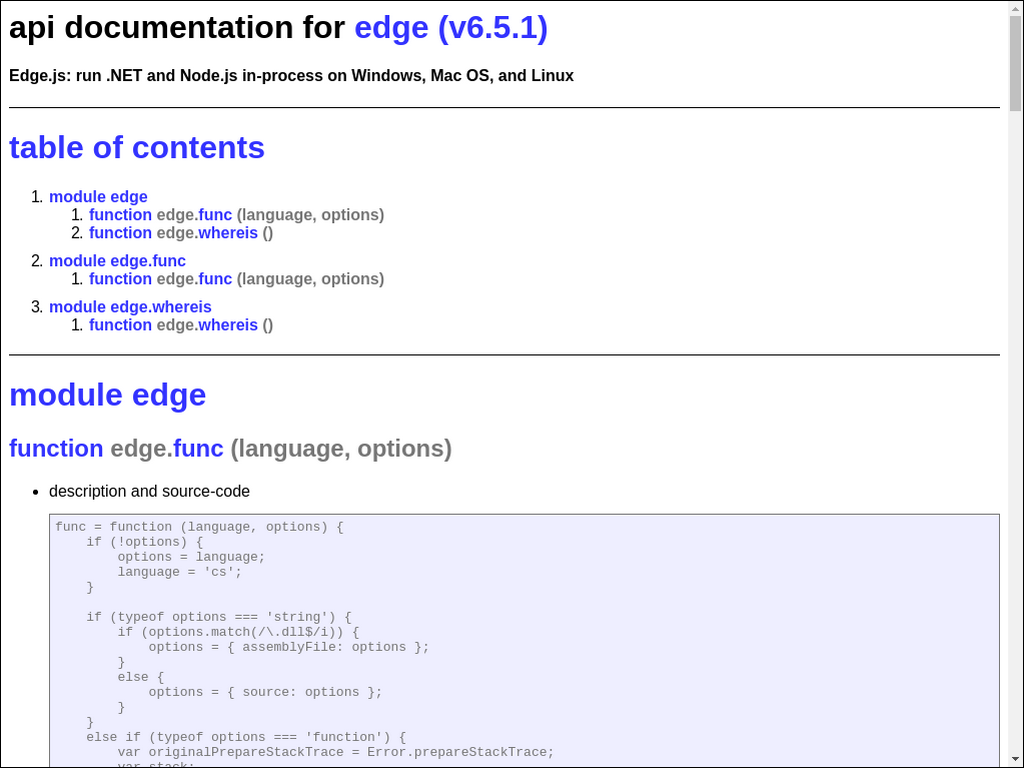 api documentation for edge (v6.5.1)
Edge.js: run .NET and Node.js in-process on Windows, Mac OS, and Linux
table of contents
1. module edge
1. function edge.func (language, options)
2. function edge.whereis ()
2. module edge.func
1. function edge.func (language, options)
3. module edge.whereis
1. function edge.whereis ()
module edge
function edge.func (language, options)
• description and source-code
func = function (language, options) {
    if (!options) {
        options = language;
        language = 'cs';
    }
    if (typeof options === 'string') {
        if (options.match(/\.dll$/i)) {
            options = { assemblyFile: options };
        }
        else {
            options = { source: options };
        }
    }
    else if (typeof options === 'function') {
        var originalPrepareStackTrace = Error.prepareStackTrace;
        var stack;